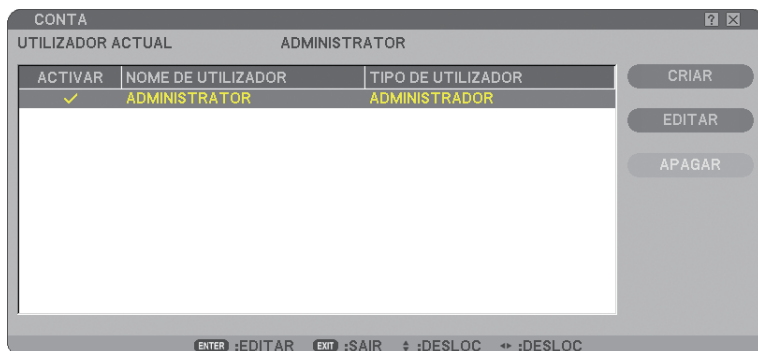 CONTA
UTILIZADOR ACTUAL ADMINISTRATOR
ACTIVAR NOME DE UTILIZADOR TIPO DE UTILIZADOR
ADMINISTRATOR ADMINISTRADOR
CRIAR
EDITAR
APAGAR
ENTER :EDITAR EXIT :SAIR :DESLOC :DESLOC